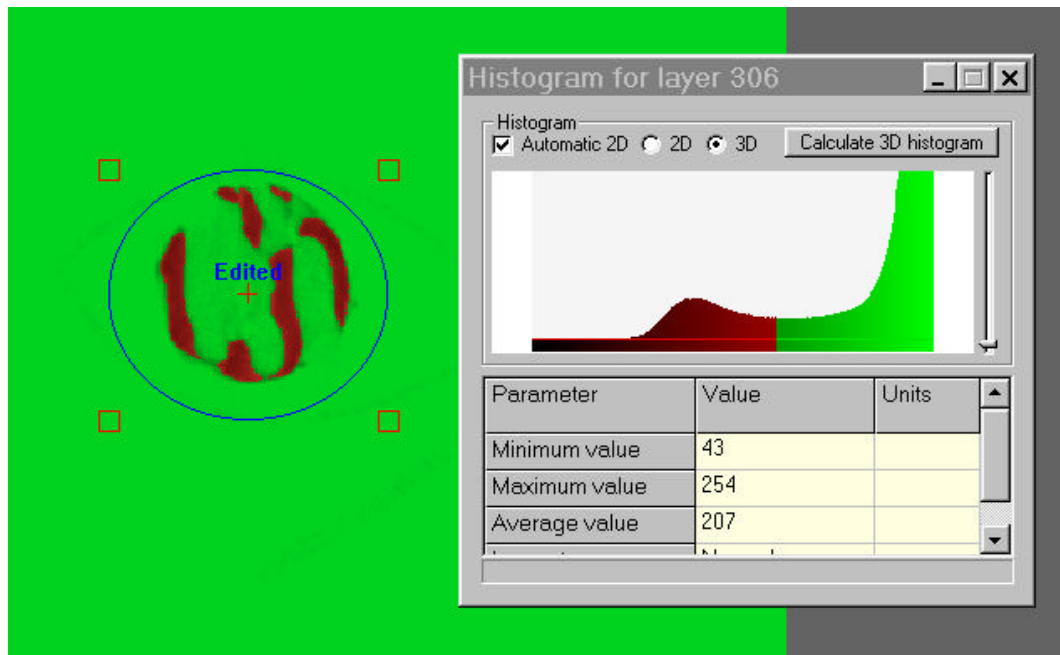 Histogram for layer 306
Histogram
Automatic 2D 2D 3D Calculate 3D histogram
Edited
Parameter Value Units
Minimum value 43
Maximum value 254
Average value 207